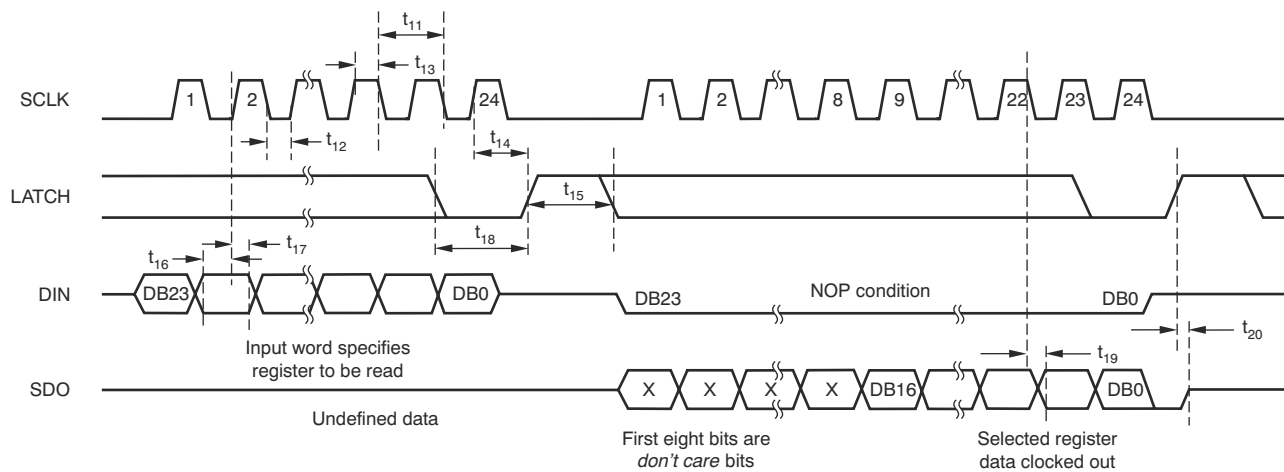 t11
t13
SCLK
1
2
24
1
2
8
9
22
23
24
t12
t14
LATCH
t15
t18
t16
t17
DIN
DB23
DB0
DB23
NOP condition
DB0
t20
Input word specifies
register to be read
t19
SDO
X
X
X
X
DB16
DB0
Undefined data
First eight bits are
don't care bits
Selected register
data clocked out